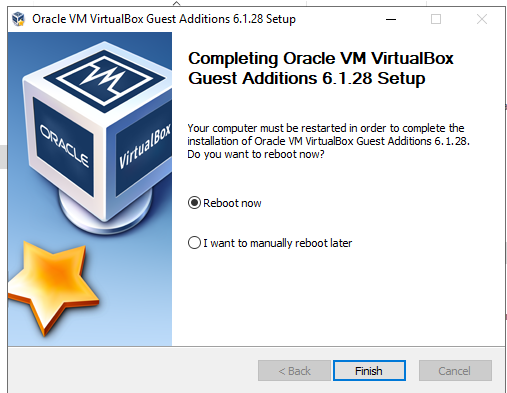 Oracle VM VirtualBox Guest Additions 6.1.28 Setup
Completing Oracle VM VirtualBox
Guest Additions 6.1.28 Setup
ORACLE
VirtualBox
Your computer must be restarted in order to complete the
installation of Oracle VM VirtualBox Guest Additions 6.1.28.
Do you want to reboot now?
Reboot now
I want to manually reboot later
< Back
Finish
Cancel